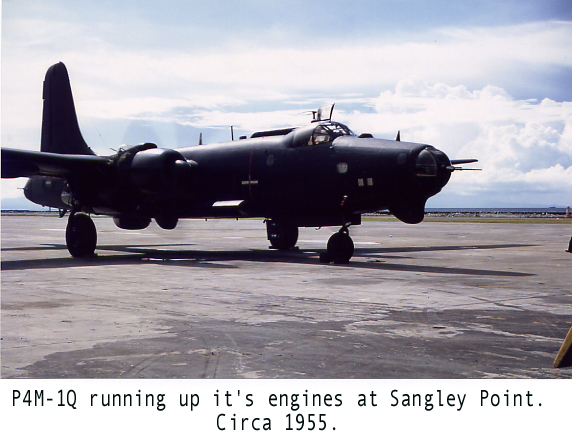 P4M-1Q running up it's engines at Sangley Point.
Circa 1955.